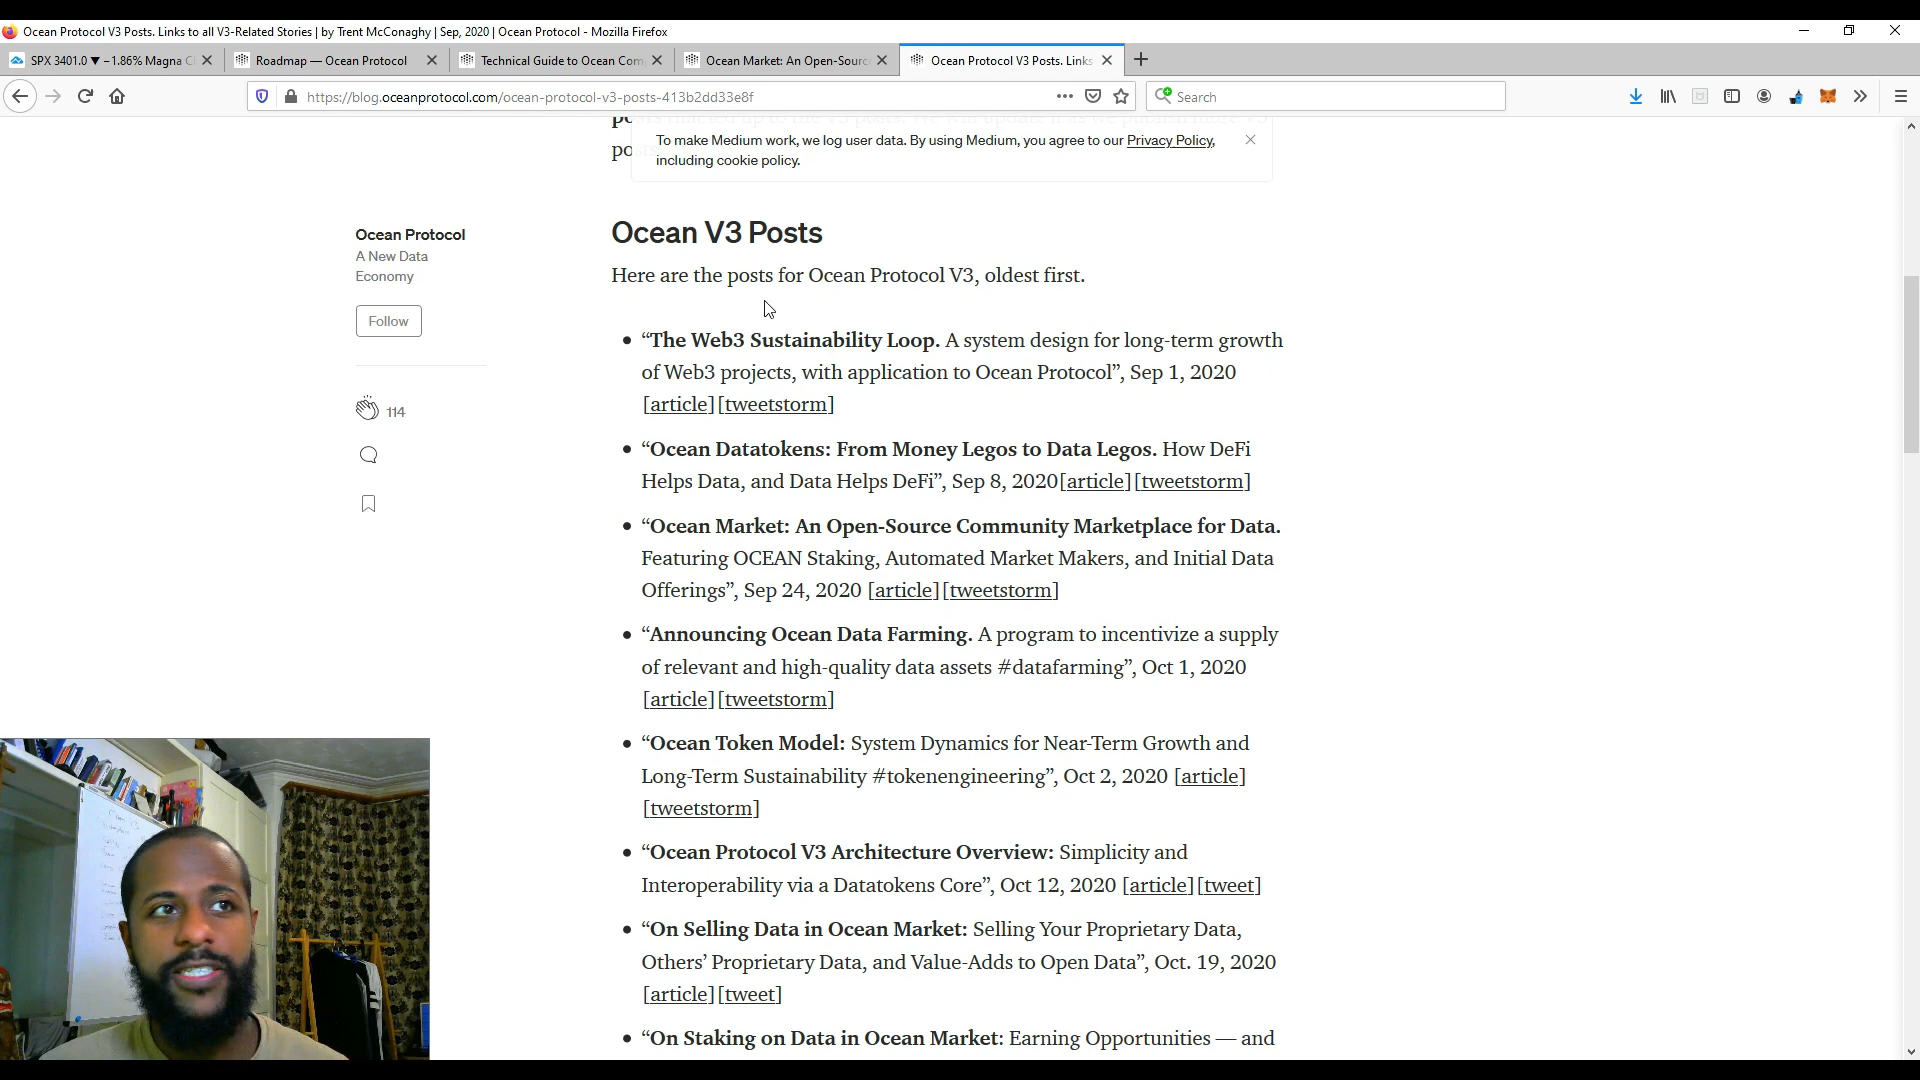 Ocean Protocol V3 Posts. Links to all V3-Related Stories | by Trent McConaghy | Sep, 2020 | Ocean Protocol - Mozilla Firefox
SPX 3401.0 ▼ −1.86% Magna
Roadmap — Ocean Protocol
Technical Guide to Ocean Com
Ocean Market: An Open-Sourc
Ocean Protocol V3 Posts. Links
https://blog.oceanprotocol.com/ocean-protocol-v3-posts-413b2dd33e8f
Search
To make Medium work, we log user data. By using Medium, you agree to our Privacy Policy,
including cookie policy.
Ocean Protocol
A New Data
Economy
Follow
114
Ocean V3 Posts
Here are the posts for Ocean Protocol V3, oldest first.
• “The Web3 Sustainability Loop. A system design for long-term growth
of Web3 projects, with application to Ocean Protocol”, Sep 1, 2020
[article][tweetstorm]
• “Ocean Datatokens: From Money Legos to Data Legos. How DeFi
Helps Data, and Data Helps DeFi”, Sep 8, 2020[article][tweetstorm]
• “Ocean Market: An Open-Source Community Marketplace for Data.
Featuring OCEAN Staking, Automated Market Makers, and Initial Data
Offerings”, Sep 24, 2020 [article][tweetstorm]
• “Announcing Ocean Data Farming. A program to incentivize a supply
of relevant and high-quality data assets #datafarming”, Oct 1, 2020
[article][tweetstorm]
• “Ocean Token Model: System Dynamics for Near-Term Growth and
Long-Term Sustainability #tokenengineering”, Oct 2, 2020 [article]
[tweetstorm]
• “Ocean Protocol V3 Architecture Overview: Simplicity and
Interoperability via a Datatokens Core”, Oct 12, 2020 [article][tweet]
• “On Selling Data in Ocean Market: Selling Your Proprietary Data,
Others’ Proprietary Data, and Value-Adds to Open Data”, Oct. 19, 2020
[article][tweet]
• “On Staking on Data in Ocean Market: Earning Opportunities — and